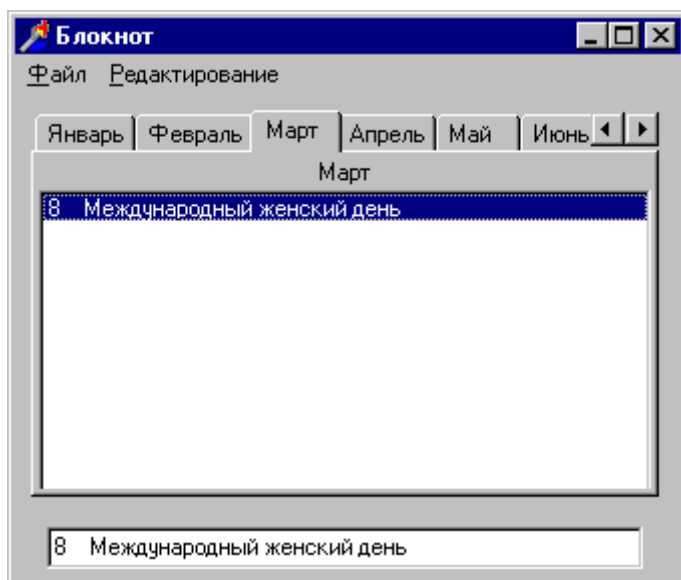 Блокнот
Файл Редактирование
Январь Февраль Март Апрель Май Июнь
Март
8 Международный женский день
8 Международный женский день